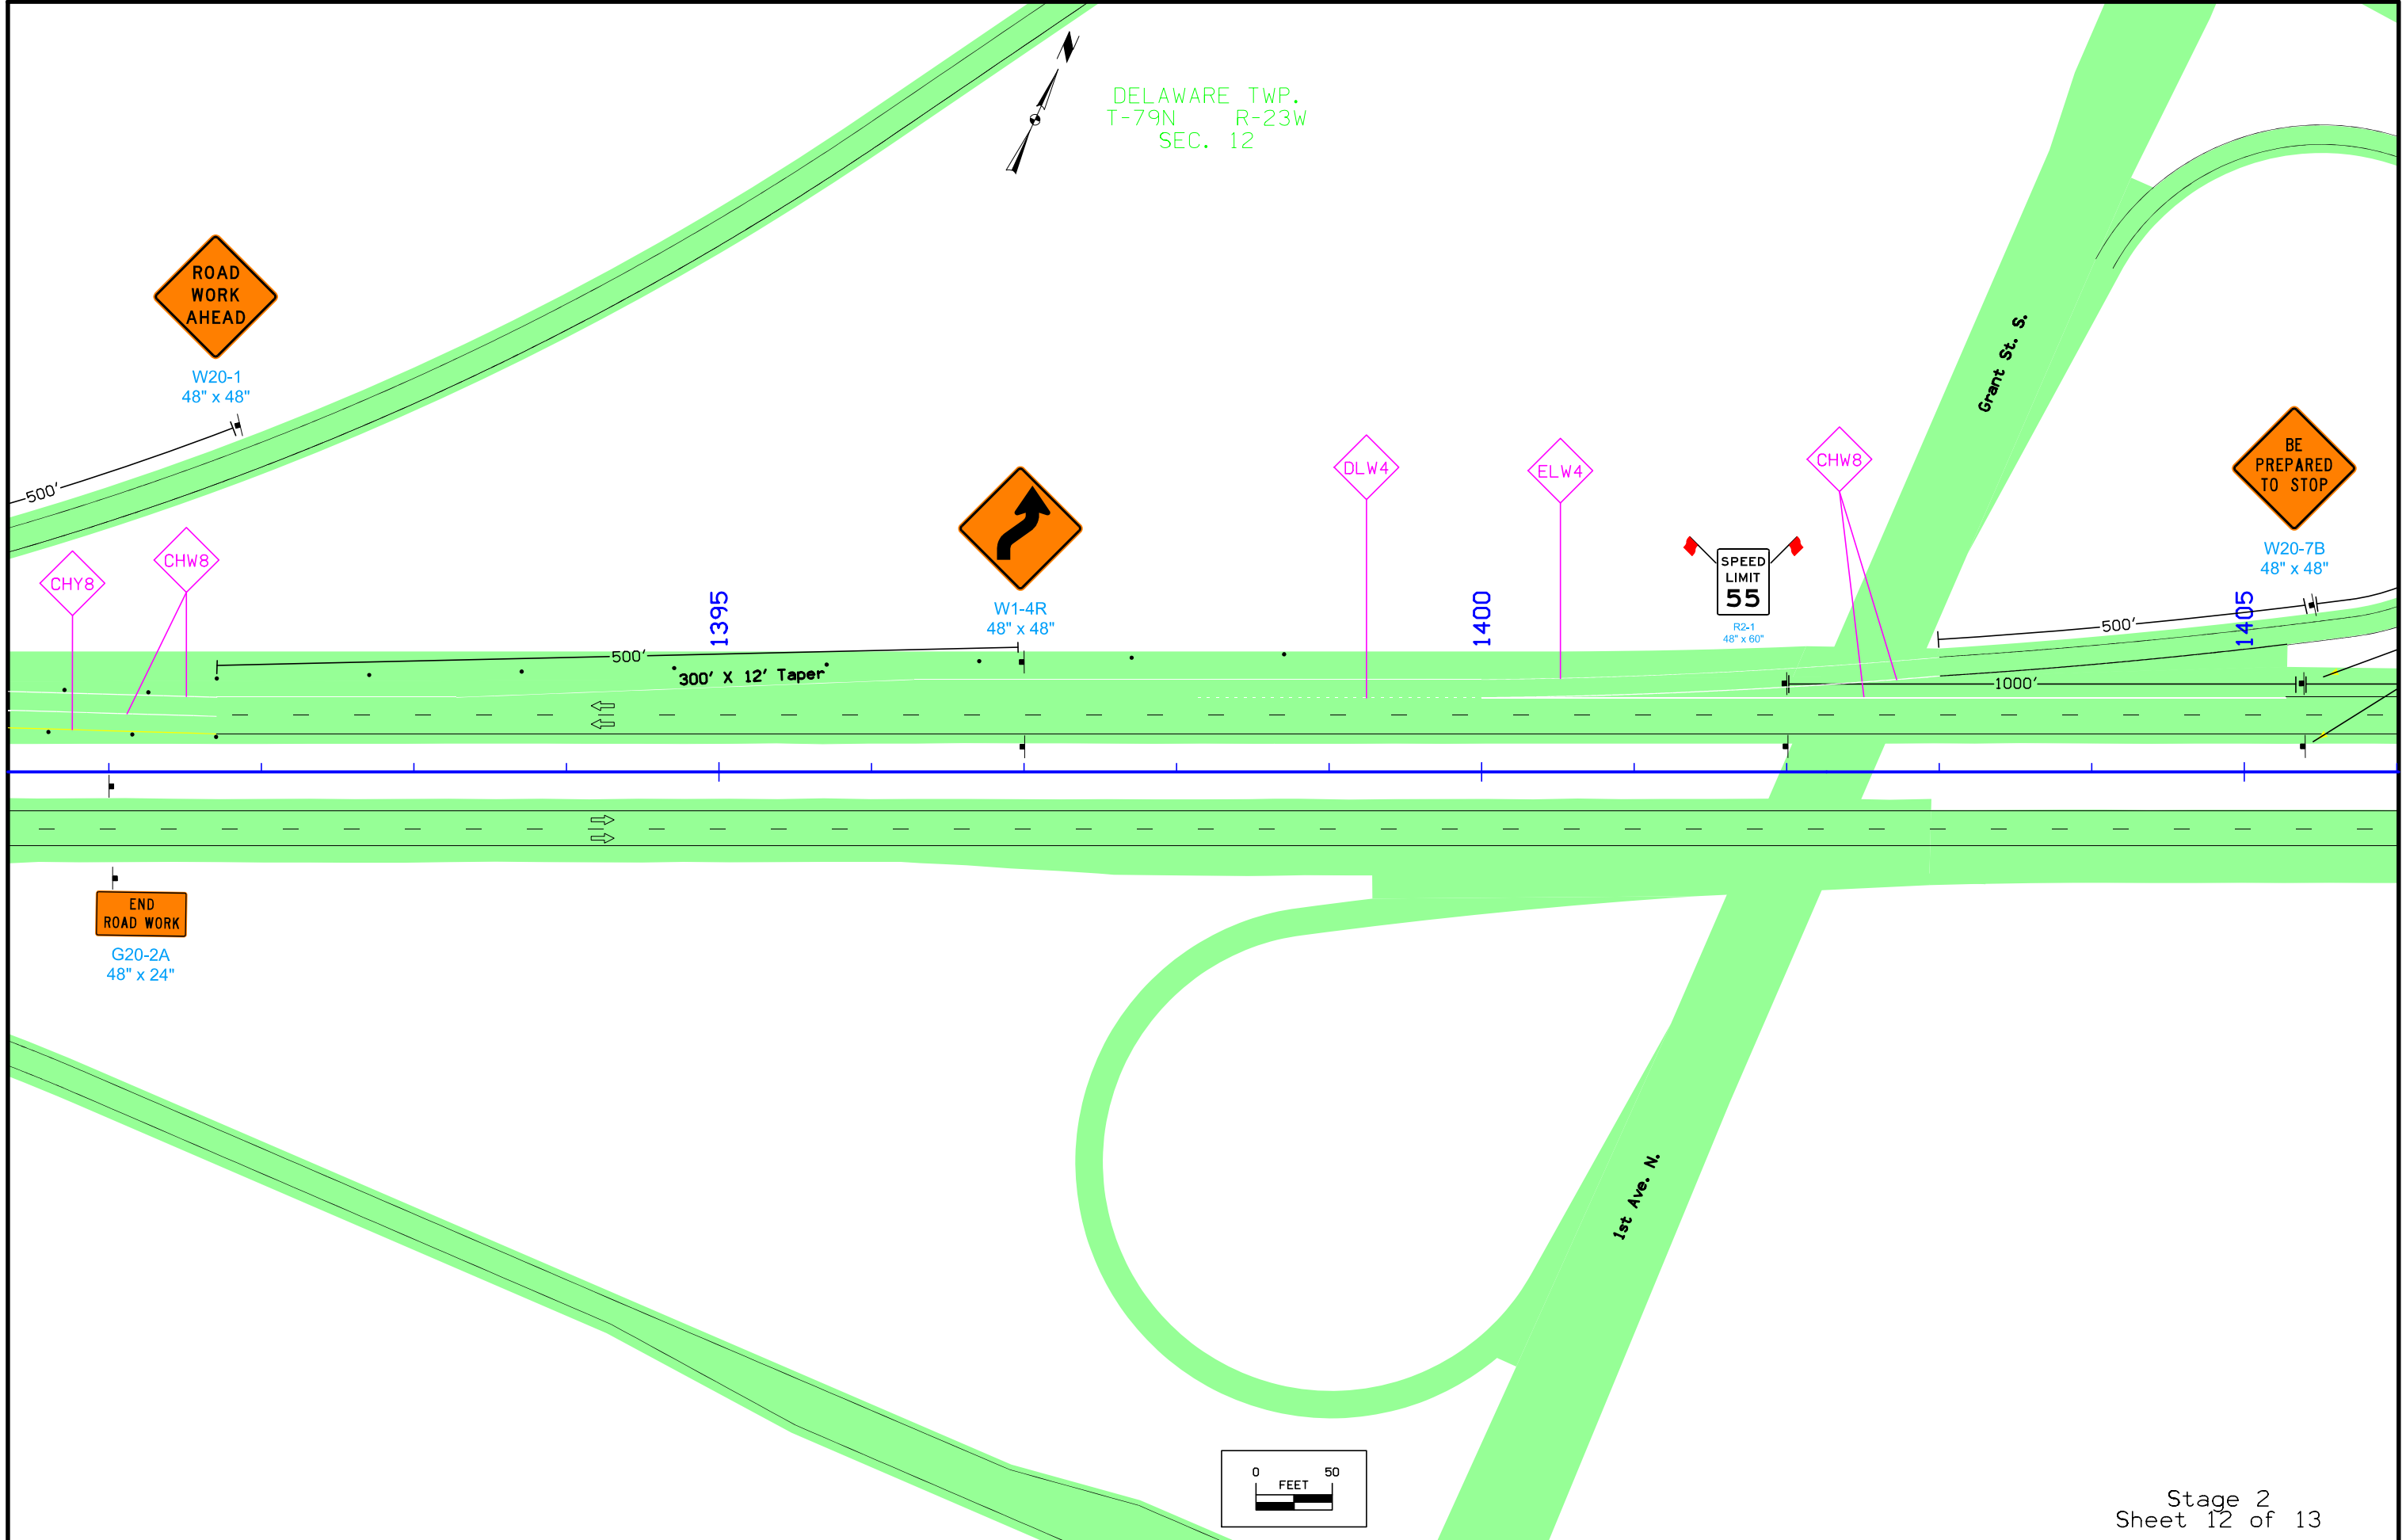 DELAWARE TWP.
T-79N R-23W
SEC. 12
ROAD
WORK
AHEAD
W20-1
48" x 48"
500'
Grant St. S.
BE
PREPARED
TO STOP
W20-7B
48" x 48"
DLW4
ELW4
CHW8
CHY8
CHW8
W1-4R
48" x 48"
SPEED
LIMIT
55
R2-1
48" x 60"
1395
1400
1405
500'
500'
300' X 12' Taper
1000'
END
ROAD WORK
G20-2A
48" x 24"
1st Ave. N.
0 50
FEET
Stage 2
Sheet 12 of 13